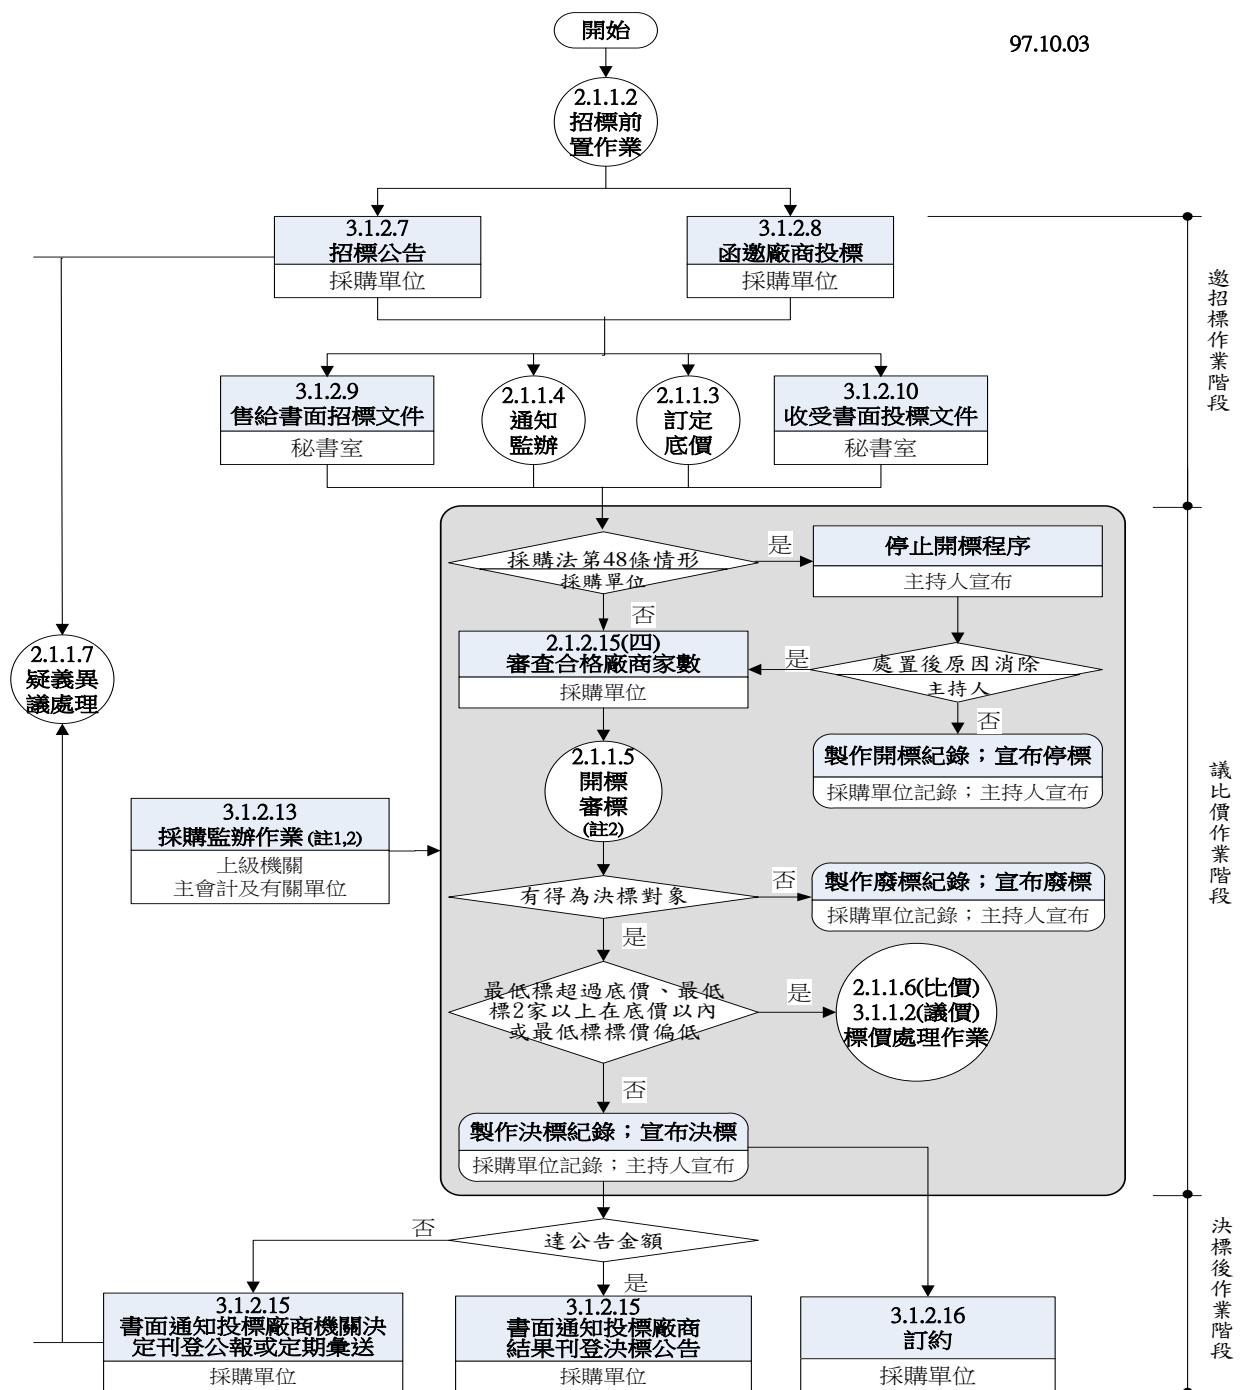 開始
97.10.03
2.1.1.2
招標前
置作業
3.1.2.7
招標公告
採購單位
3.1.2.8
函邀廠商投標
採購單位
邀招標作業階段
3.1.2.9
售給書面招標文件
秘書室
2.1.1.4
通知
監辦
2.1.1.3
訂定
底價
3.1.2.10
收受書面投標文件
秘書室
採購法第48條情形
採購單位
是
停止開標程序
主持人宣布
否
2.1.2.15(四)
審查合格廠商家數
採購單位
是
處置後原因消除
主持人
否
2.1.1.7
疑義異
議處理
製作開標紀錄；宣布停標
採購單位記錄；主持人宣布
2.1.1.5
開標
審標
(註2)
議比價作業階段
3.1.2.13
採購監辦作業(註1,2)
上級機關
主會計及有關單位
有得為決標對象
否
製作廢標紀錄；宣布廢標
採購單位記錄；主持人宣布
是
最低標超過底價、最低
標2家以上在底價以內
或最低標標價偏低
是
2.1.1.6(比價)
3.1.1.2(議價)
標價處理作業
否
製作決標紀錄；宣布決標
採購單位記錄；主持人宣布
否
達公告金額
是
決標後作業階段
3.1.2.15
書面通知投標廠商機關決
定刊登公報或定期彙送
採購單位
3.1.2.15
書面通知投標廠商
結果刊登決標公告
採購單位
3.1.2.16
訂約
採購單位